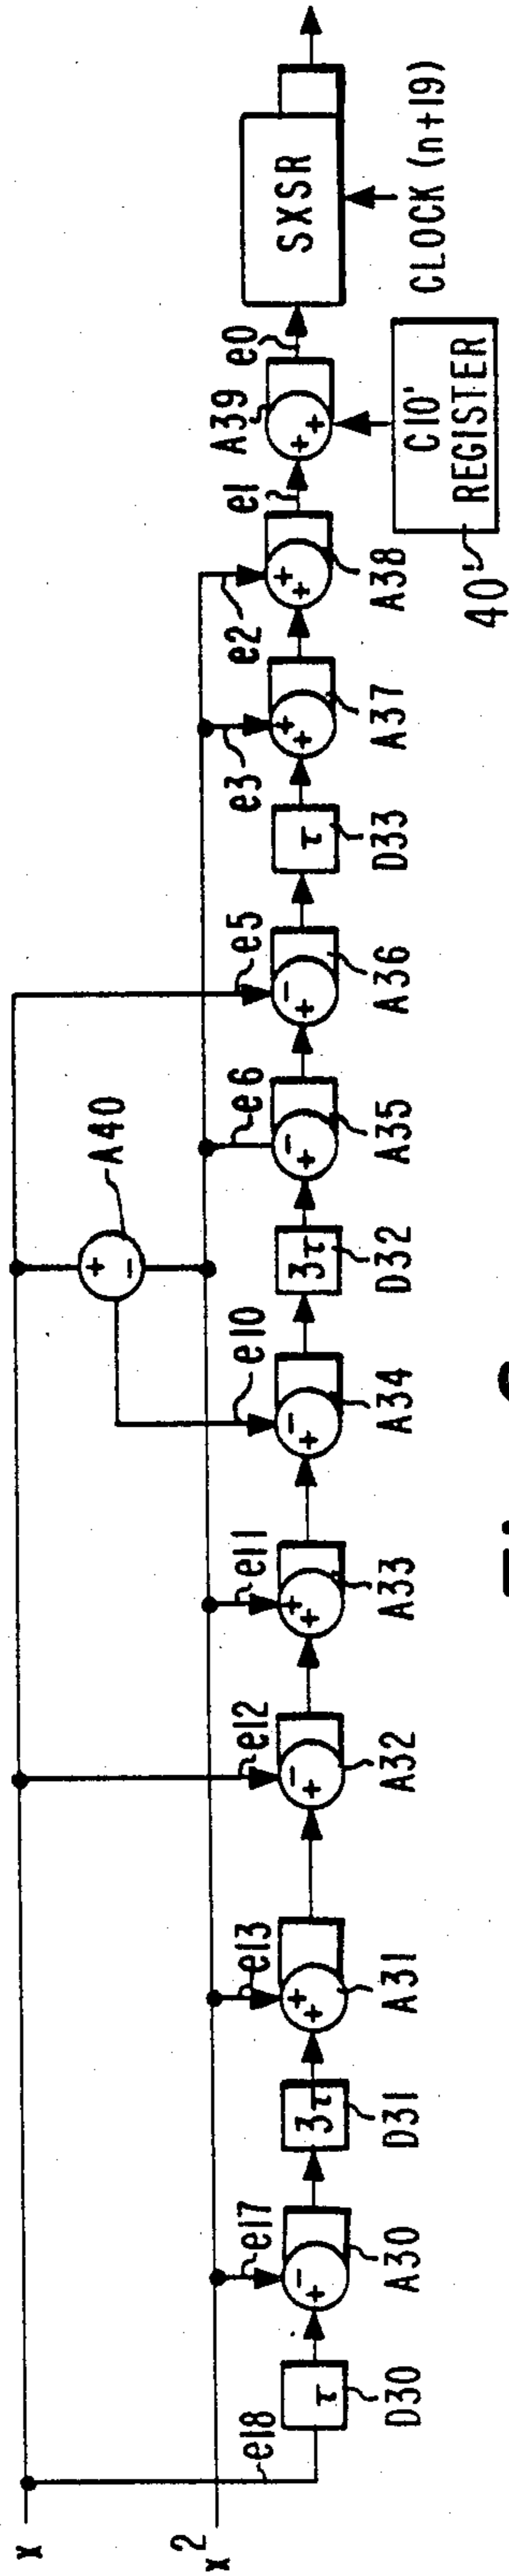 x
x²
e18
τ
D30
e17
+ −
A30
3τ
D31
e13
+ +
A31
e12
+ −
A32
e11
+ +
A33
e10
+ −
A34
+
−
A40
3τ
D32
e6
+ −
A35
e5
+ −
A36
τ
D33
e3
+ +
A37
e2
+ +
A38
e1
+ +
A39
e0
C10'
REGISTER
40'
SXSR
CLOCK (n+19)